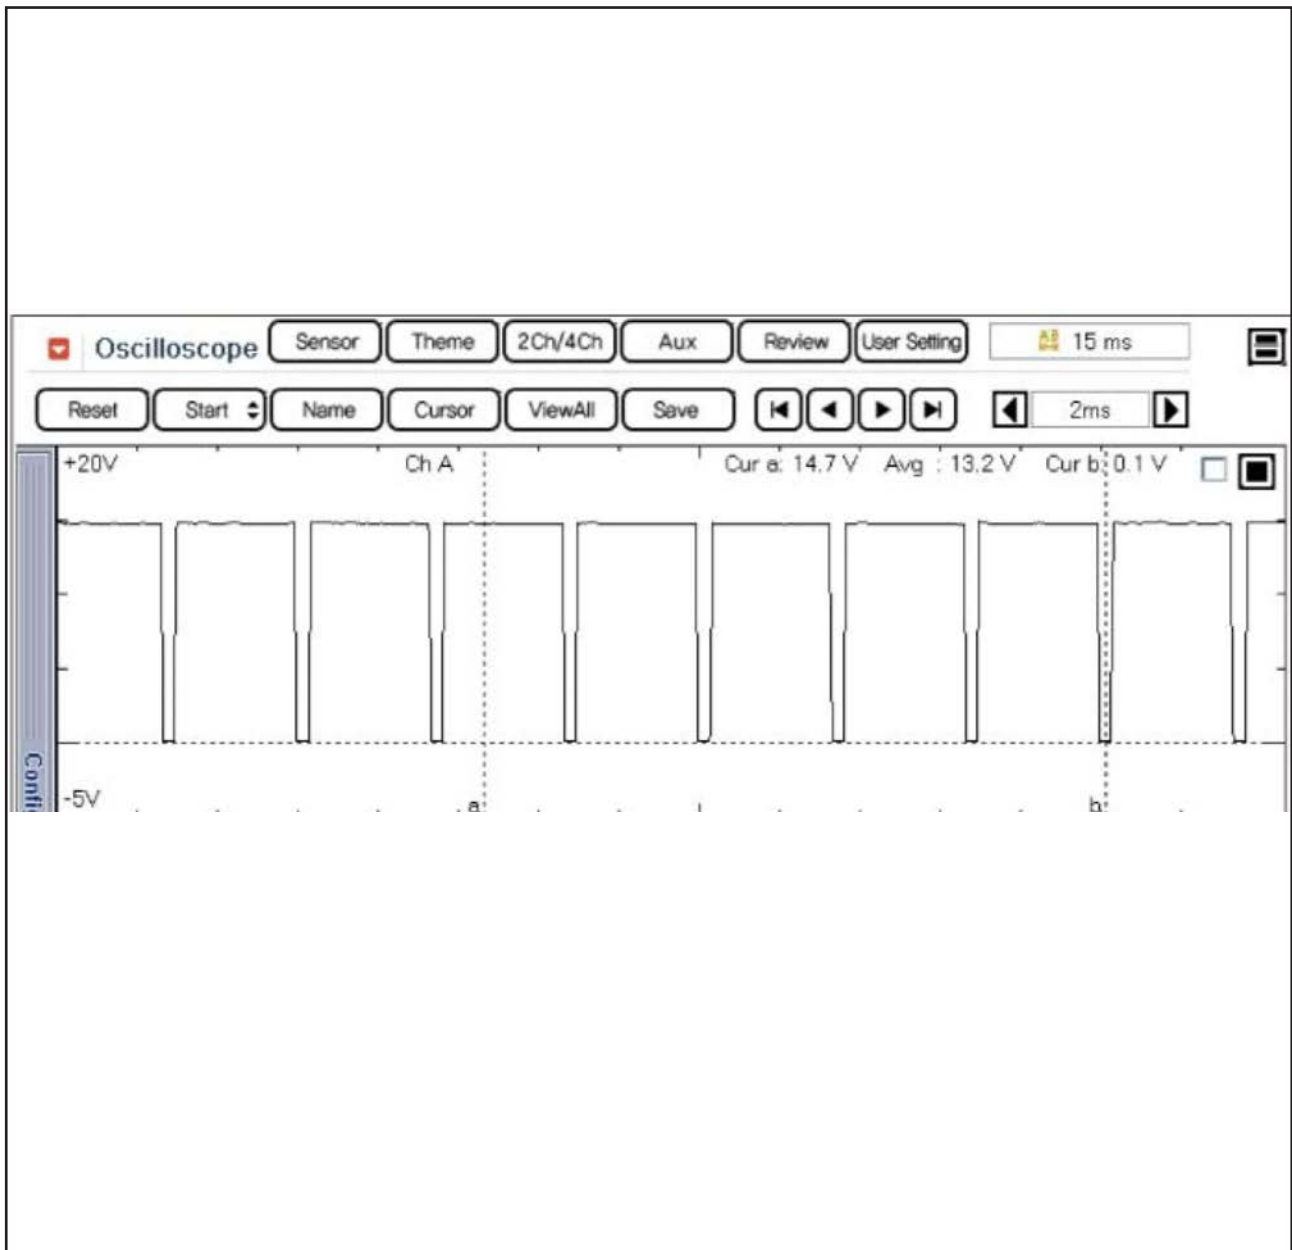 Oscilloscope Sensor Theme 2Ch/4Ch Aux Review User Setting 15 ms
Reset Start Name Cursor ViewAll Save 2ms
+20V Ch A Cur a: 14.7 V Avg : 13.2 V Cur b: 0.1 V
-5V a b